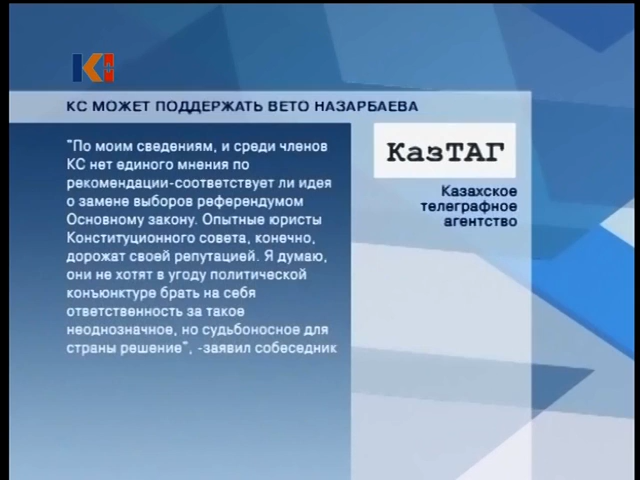 К+
КС МОЖЕТ ПОДДЕРЖАТЬ ВЕТО НАЗАРБАЕВА
"По моим сведениям, и среди членов
КС нет единого мнения по
рекомендации-соответствует ли идея
о замене выборов референдумом
Основному закону. Опытные юристы
Конституционного совета, конечно,
дорожат своей репутацией. Я думаю,
они не хотят в угоду политической
конъюнктуре брать на себя
ответственность за такое
неоднозначное, но судьбоносное для
страны решение", -заявил собеседник
КазТАГ
Казахское
телеграфное
агентство